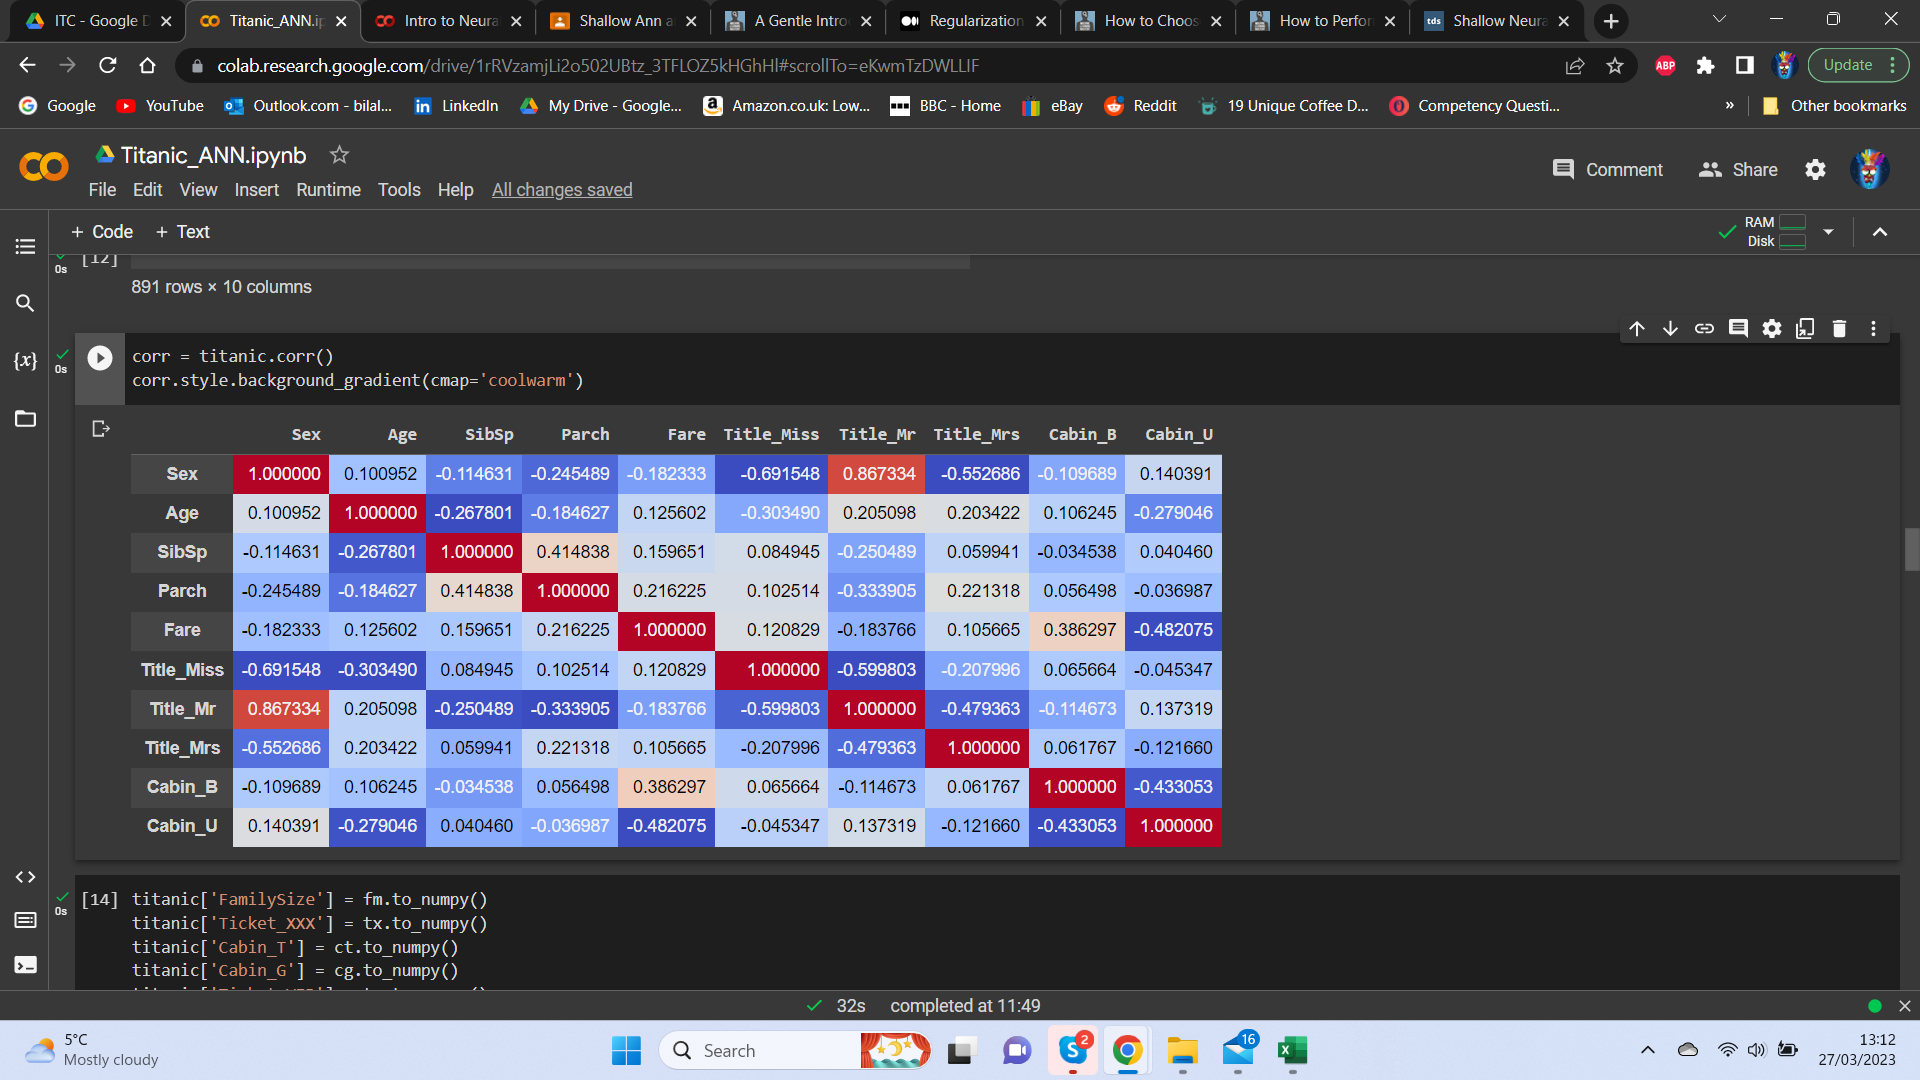 ITC - Google D
Titanic_ANN.ip
Intro to Neura
Shallow Ann a
A Gentle Intro
Regularization
How to Choos
How to Perfor
tds Shallow Neura
colab.research.google.com/drive/1rRVzamjLi2o502UBtz_3TFLOZ5kHGhHl#scrollTo=eKwmTzDWLLIF
ABP
Update
Google YouTube Outlook.com - bilal... LinkedIn My Drive - Google... Amazon.co.uk: Low... BBC - Home eBay Reddit 19 Unique Coffee D... Competency Questi... » Other bookmarks
Titanic_ANN.ipynb
Comment Share
File Edit View Insert Runtime Tools Help All changes saved
+ Code + Text
RAM
Disk
[12]
0s
891 rows × 10 columns
{x}
0s
corr = titanic.corr()
corr.style.background_gradient(cmap='coolwarm')
Sex Age SibSp Parch Fare Title_Miss Title_Mr Title_Mrs Cabin_B Cabin_U
Sex 1.000000 0.100952 -0.114631 -0.245489 -0.182333 -0.691548 0.867334 -0.552686 -0.109689 0.140391
Age 0.100952 1.000000 -0.267801 -0.184627 0.125602 -0.303490 0.205098 0.203422 0.106245 -0.279046
SibSp -0.114631 -0.267801 1.000000 0.414838 0.159651 0.084945 -0.250489 0.059941 -0.034538 0.040460
Parch -0.245489 -0.184627 0.414838 1.000000 0.216225 0.102514 -0.333905 0.221318 0.056498 -0.036987
Fare -0.182333 0.125602 0.159651 0.216225 1.000000 0.120829 -0.183766 0.105665 0.386297 -0.482075
Title_Miss -0.691548 -0.303490 0.084945 0.102514 0.120829 1.000000 -0.599803 -0.207996 0.065664 -0.045347
Title_Mr 0.867334 0.205098 -0.250489 -0.333905 -0.183766 -0.599803 1.000000 -0.479363 -0.114673 0.137319
Title_Mrs -0.552686 0.203422 0.059941 0.221318 0.105665 -0.207996 -0.479363 1.000000 0.061767 -0.121660
Cabin_B -0.109689 0.106245 -0.034538 0.056498 0.386297 0.065664 -0.114673 0.061767 1.000000 -0.433053
Cabin_U 0.140391 -0.279046 0.040460 -0.036987 -0.482075 -0.045347 0.137319 -0.121660 -0.433053 1.000000
[14] titanic['FamilySize'] = fm.to_numpy()
0s
titanic['Ticket_XXX'] = tx.to_numpy()
titanic['Cabin_T'] = ct.to_numpy()
titanic['Cabin_G'] = cg.to_numpy()
32s completed at 11:49
5°C
Mostly cloudy
Search
2
16
13:12
27/03/2023